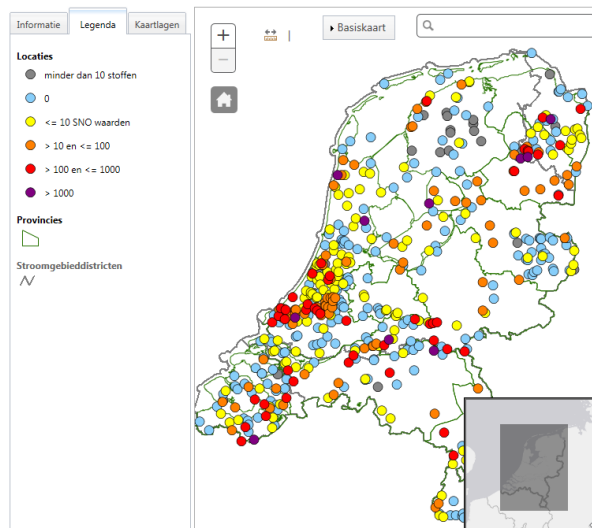 Informatie
Legenda
Kaartlagen
Basiskaart
Locaties
minder dan 10 stoffen
0
<= 10 SNO waarden
> 10 en <= 100
> 100 en <= 1000
> 1000
Provincies
Stroomgebieddistricten